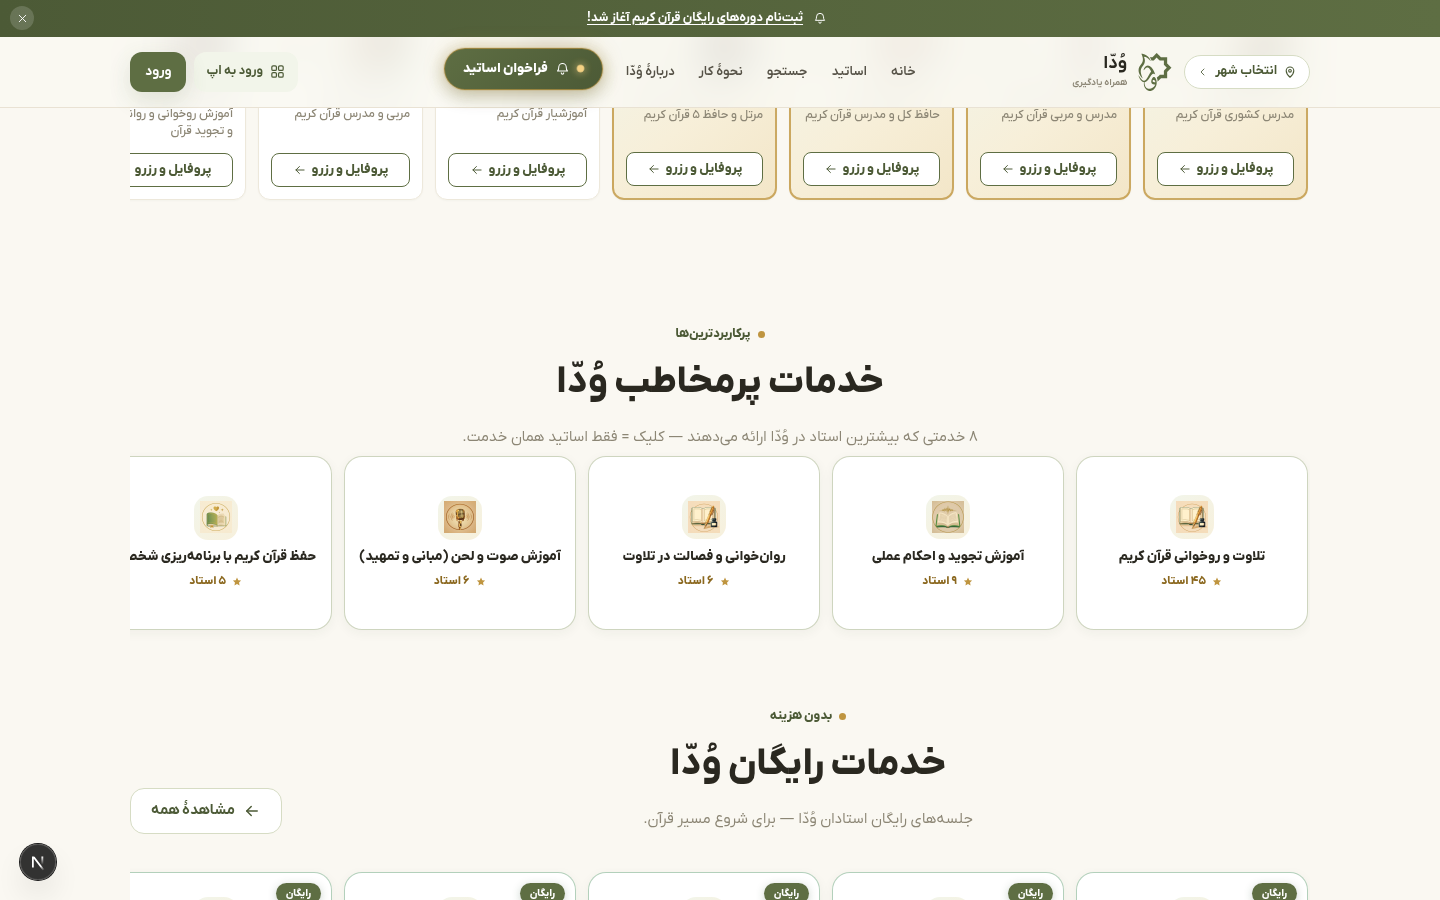 ثبت‌نام دوره‌های رایگان قرآن کریم آغاز شد!
انتخاب شهر
وُدّا
همراه یادگیری
خانه
اساتید
جستجو
نحوهٔ کار
دربارهٔ وُدّا
فراخوان اساتید
ورود به اپ
ورود
مدرس کشوری قرآن کریم
مدرس و مربی قرآن کریم
حافظ کل و مدرس قرآن کریم
مرتل و حافظ ۵ قرآن کریم
آموزشیار قرآن کریم
مربی و مدرس قرآن کریم
آموزش روخوانی و
و تجوید قرآن
پروفایل و رزرو
پروفایل و رزرو
پروفایل و رزرو
پروفایل و رزرو
پروفایل و رزرو
پروفایل و رزرو
پروفایل و رزرو
پرکاربردترین‌ها
خدمات پرمخاطب وُدّا
۸ خدمتی که بیشترین استاد در وُدّا ارائه می‌دهند — کلیک = فقط اساتید همان خدمت.
تلاوت و روخوانی قرآن کریم
۴۵ استاد
آموزش تجوید و احکام عملی
۹ استاد
روان‌خوانی و فصالت در تلاوت
۶ استاد
آموزش صوت و لحن (مبانی و تمهید)
۶ استاد
حفظ قرآن کریم با برنامه‌ریزی
۵ استاد
بدون هزینه
خدمات رایگان وُدّا
جلسه‌های رایگان استادان وُدّا — برای شروع مسیر قرآن.
مشاهدهٔ همه
رایگان
رایگان
رایگان
رایگان
رایگان